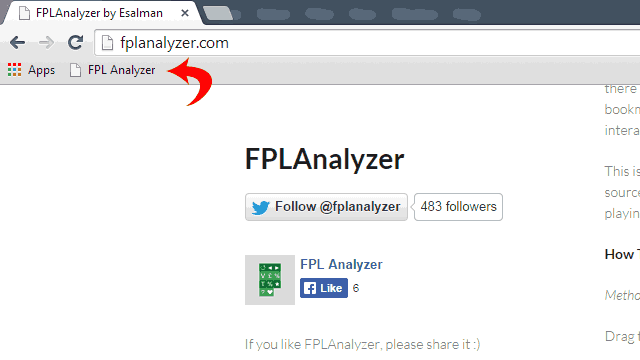 FPLAnalyzer by Esalman
fplanalyzer.com
Apps FPL Analyzer
there
bookm
intera
FPLAnalyzer
This is
source
playin
Follow @fplanalyzer 483 followers
How T
FPL Analyzer
Like 6
Metho
Drag t
If you like FPLAnalyzer, please share it :)